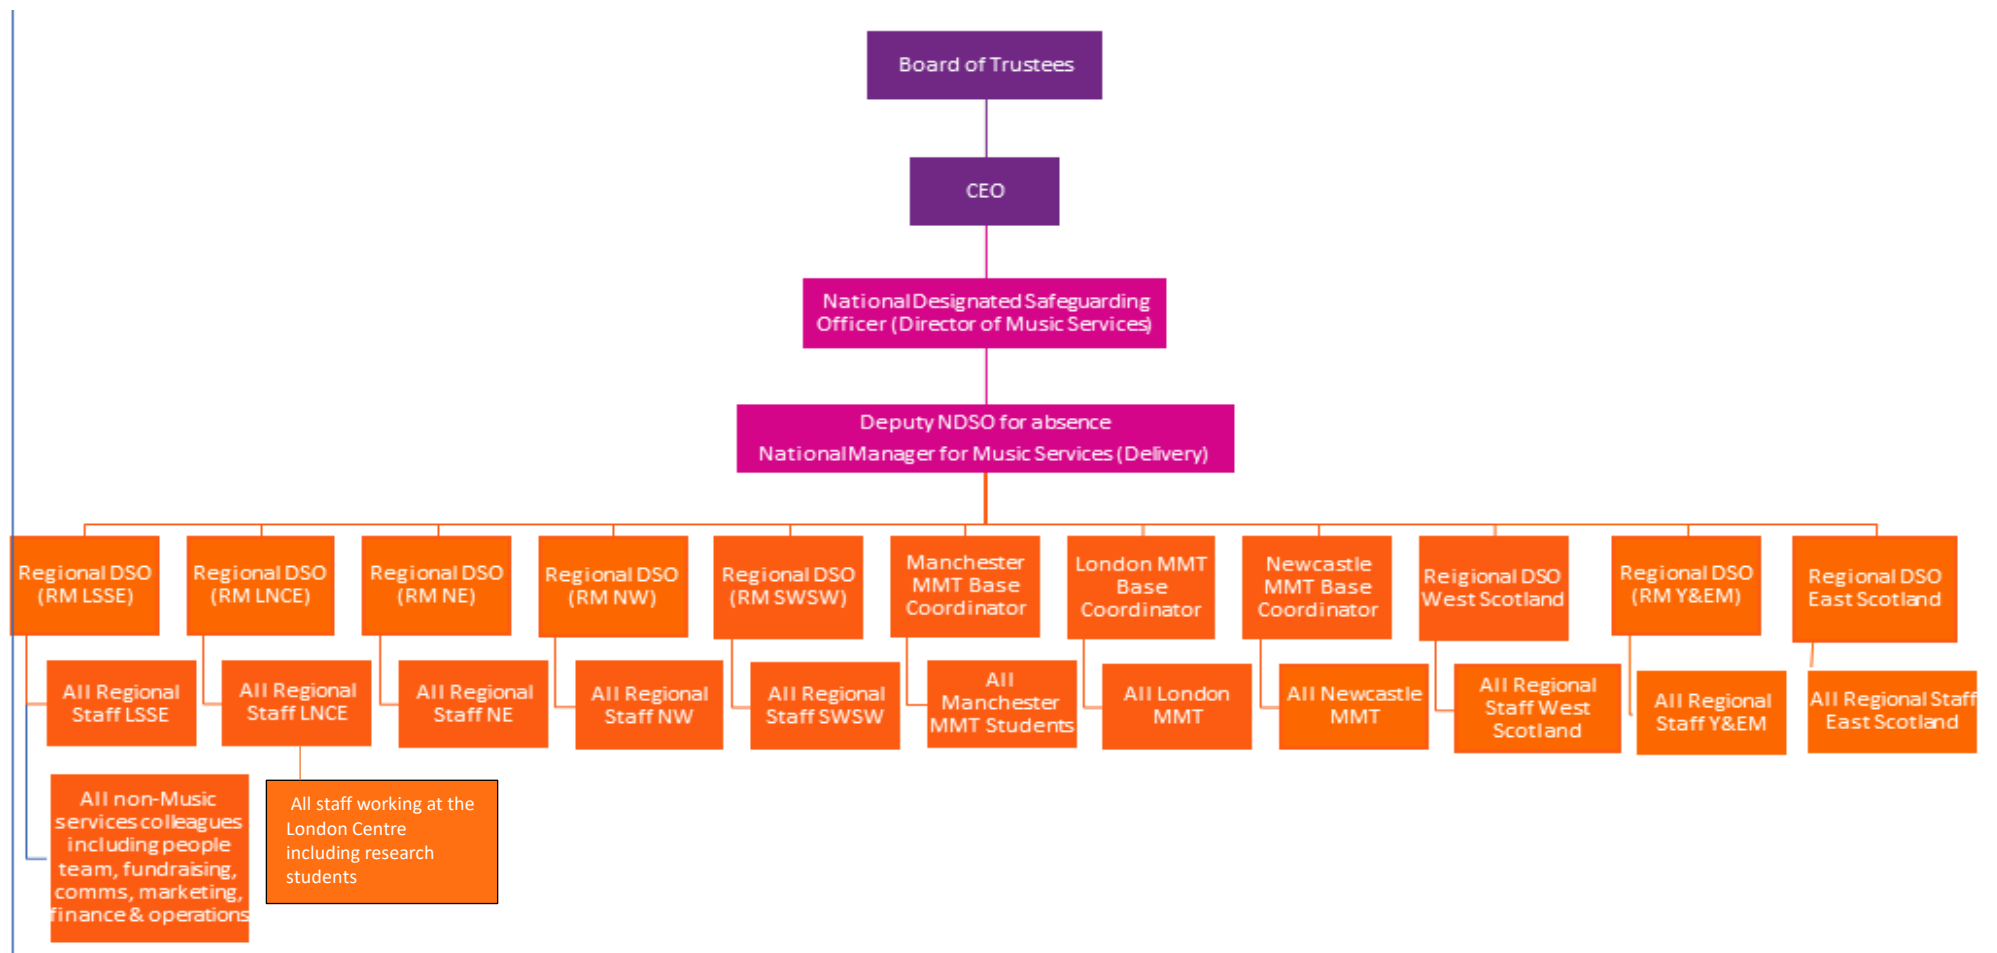 Board of Trustees
CEO
National Designated Safeguarding
Officer (Director of Music Services)
Deputy NDSO for absence
National Manager for Music Services (Delivery)
Regional DSO
(RM LSSE)
Regional DSO
(RM LNCE)
Regional DSO
(RM NE)
Regional DSO
(RM NW)
Regional DSO
(RM SWSW)
Manchester
MMT Base
Coordinator
London MMT
Base
Coordinator
Newcastle
MMT Base
Coordinator
Reigional DSO
West Scotland
Regional DSO
(RM Y&EM)
Regional DSO
East Scotland
All Regional
Staff LSSE
All Regional
Staff LNCE
All Regional
Staff NE
All Regional
Staff NW
All Regional
Staff SWSW
All
Manchester
MMT Students
All London
MMT
All Newcastle
MMT
All Regional
Staff West
Scotland
All Regional
Staff Y&EM
All Regional Staff
East Scotland
All non-Music
services colleagues
including people
team, fundraising,
comms, marketing,
finance & operations
All staff working at the
London Centre
including research
students